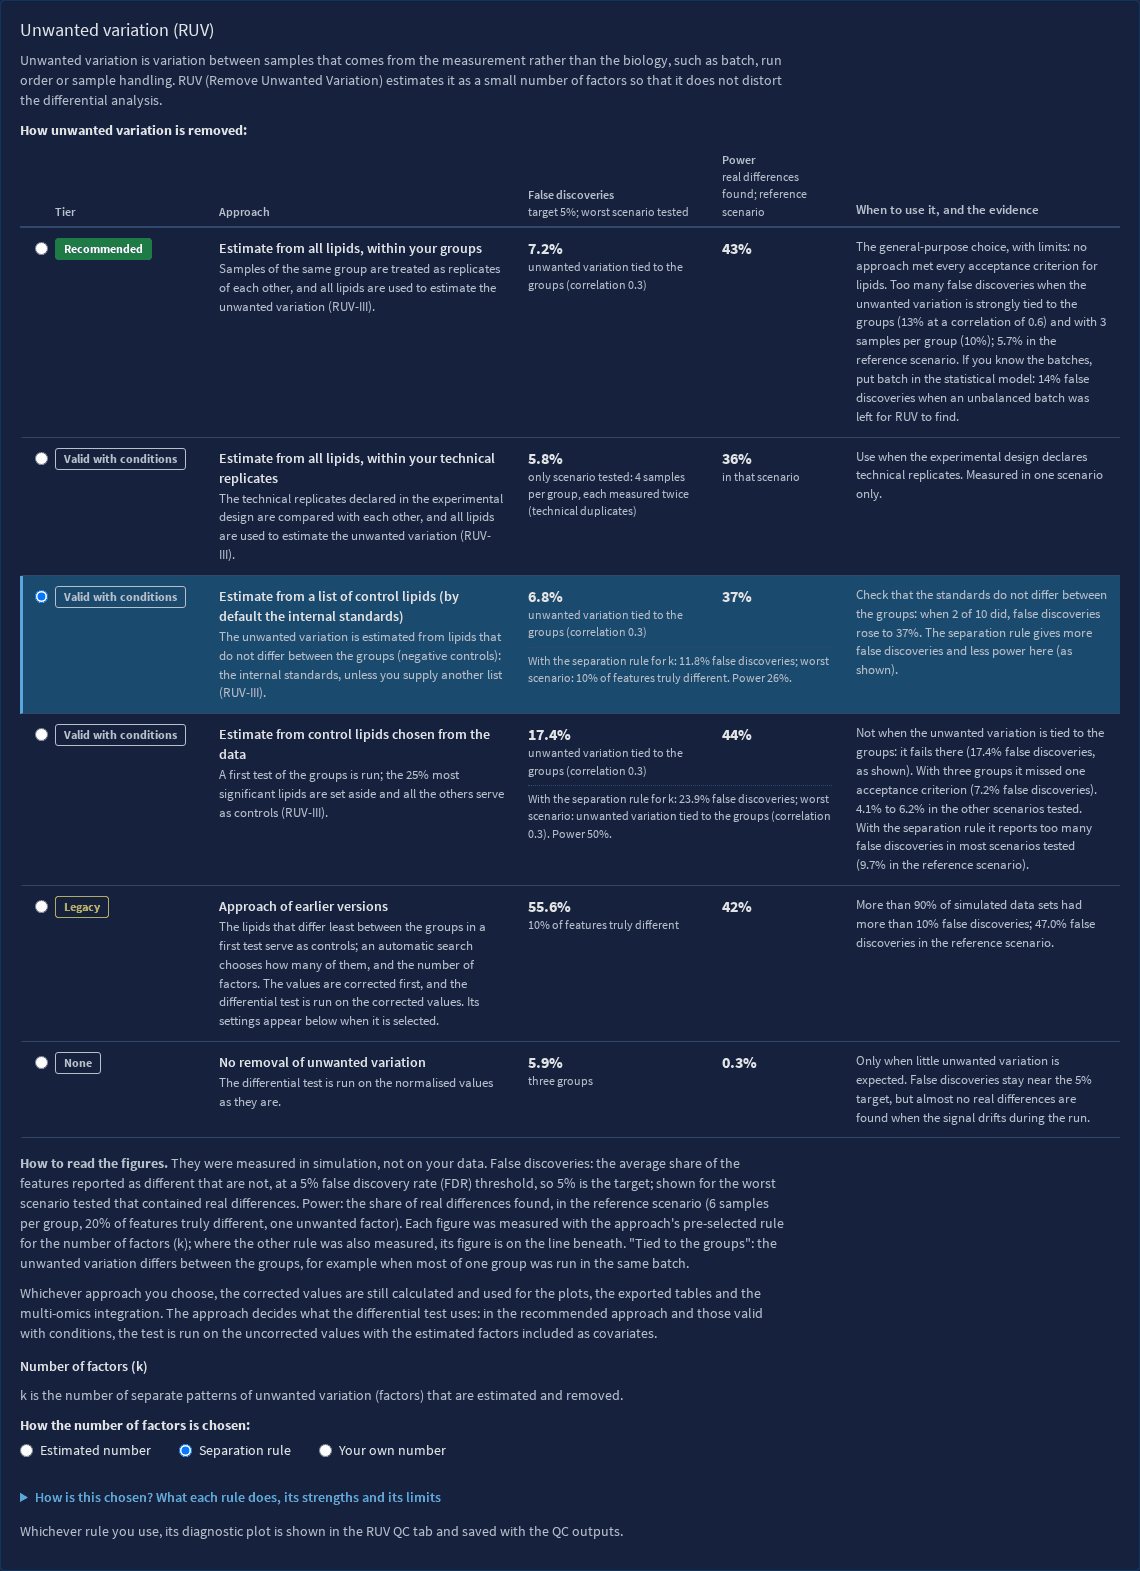 Unwanted variation (RUV)
Unwanted variation is variation between samples that comes from the measurement rather than the biology, such as batch, run
order or sample handling. RUV (Remove Unwanted Variation) estimates it as a small number of factors so that it does not distort
the differential analysis.
How unwanted variation is removed:
Tier
Approach
False discoveries
target 5%; worst scenario tested
Power
real differences
found; reference
scenario
When to use it, and the evidence
Recommended
Estimate from all lipids, within your groups
Samples of the same group are treated as replicates
of each other, and all lipids are used to estimate the
unwanted variation (RUV-III).
7.2%
unwanted variation tied to the
groups (correlation 0.3)
43%
The general-purpose choice, with limits: no
approach met every acceptance criterion for
lipids. Too many false discoveries when the
unwanted variation is strongly tied to the
groups (13% at a correlation of 0.6) and with 3
samples per group (10%); 5.7% in the
reference scenario. If you know the batches,
put batch in the statistical model: 14% false
discoveries when an unbalanced batch was
left for RUV to find.
Valid with conditions
Estimate from all lipids, within your technical
replicates
The technical replicates declared in the experimental
design are compared with each other, and all lipids
are used to estimate the unwanted variation (RUV-
III).
5.8%
only scenario tested: 4 samples
per group, each measured twice
(technical duplicates)
36%
in that scenario
Use when the experimental design declares
technical replicates. Measured in one scenario
only.
Valid with conditions
Estimate from a list of control lipids (by
default the internal standards)
The unwanted variation is estimated from lipids that
do not differ between the groups (negative controls):
the internal standards, unless you supply another list
(RUV-III).
6.8%
unwanted variation tied to the
groups (correlation 0.3)
37%
With the separation rule for k: 11.8% false discoveries; worst
scenario: 10% of features truly different. Power 26%.
Check that the standards do not differ between
the groups: when 2 of 10 did, false discoveries
rose to 37%. The separation rule gives more
false discoveries and less power here (as
shown).
Valid with conditions
Estimate from control lipids chosen from the
data
A first test of the groups is run; the 25% most
significant lipids are set aside and all the others serve
as controls (RUV-III).
17.4%
unwanted variation tied to the
groups (correlation 0.3)
44%
With the separation rule for k: 23.9% false discoveries; worst
scenario: unwanted variation tied to the groups (correlation
0.3). Power 50%.
Not when the unwanted variation is tied to the
groups: it fails there (17.4% false discoveries,
as shown). With three groups it missed one
acceptance criterion (7.2% false discoveries).
4.1% to 6.2% in the other scenarios tested.
With the separation rule it reports too many
false discoveries in most scenarios tested
(9.7% in the reference scenario).
Legacy
Approach of earlier versions
The lipids that differ least between the groups in a
first test serve as controls; an automatic search
chooses how many of them, and the number of
factors. The values are corrected first, and the
differential test is run on the corrected values. Its
settings appear below when it is selected.
55.6%
10% of features truly different
42%
More than 90% of simulated data sets had
more than 10% false discoveries; 47.0% false
discoveries in the reference scenario.
None
No removal of unwanted variation
The differential test is run on the normalised values
as they are.
5.9%
three groups
0.3%
Only when little unwanted variation is
expected. False discoveries stay near the 5%
target, but almost no real differences are
found when the signal drifts during the run.
How to read the figures. They were measured in simulation, not on your data. False discoveries: the average share of the
features reported as different that are not, at a 5% false discovery rate (FDR) threshold, so 5% is the target; shown for the worst
scenario tested that contained real differences. Power: the share of real differences found, in the reference scenario (6 samples
per group, 20% of features truly different, one unwanted factor). Each figure was measured with the approach's pre-selected rule
for the number of factors (k); where the other rule was also measured, its figure is on the line beneath. "Tied to the groups": the
unwanted variation differs between the groups, for example when most of one group was run in the same batch.
Whichever approach you choose, the corrected values are still calculated and used for the plots, the exported tables and the
multi-omics integration. The approach decides what the differential test uses: in the recommended approach and those valid
with conditions, the test is run on the uncorrected values with the estimated factors included as covariates.
Number of factors (k)
k is the number of separate patterns of unwanted variation (factors) that are estimated and removed.
How the number of factors is chosen:
Estimated number
Separation rule
Your own number
How is this chosen? What each rule does, its strengths and its limits
Whichever rule you use, its diagnostic plot is shown in the RUV QC tab and saved with the QC outputs.